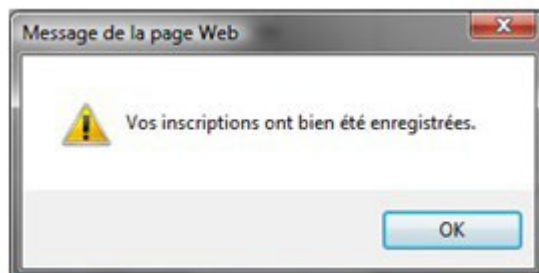 Message de la page Web
Vos inscriptions ont bien été enregistrées.
OK